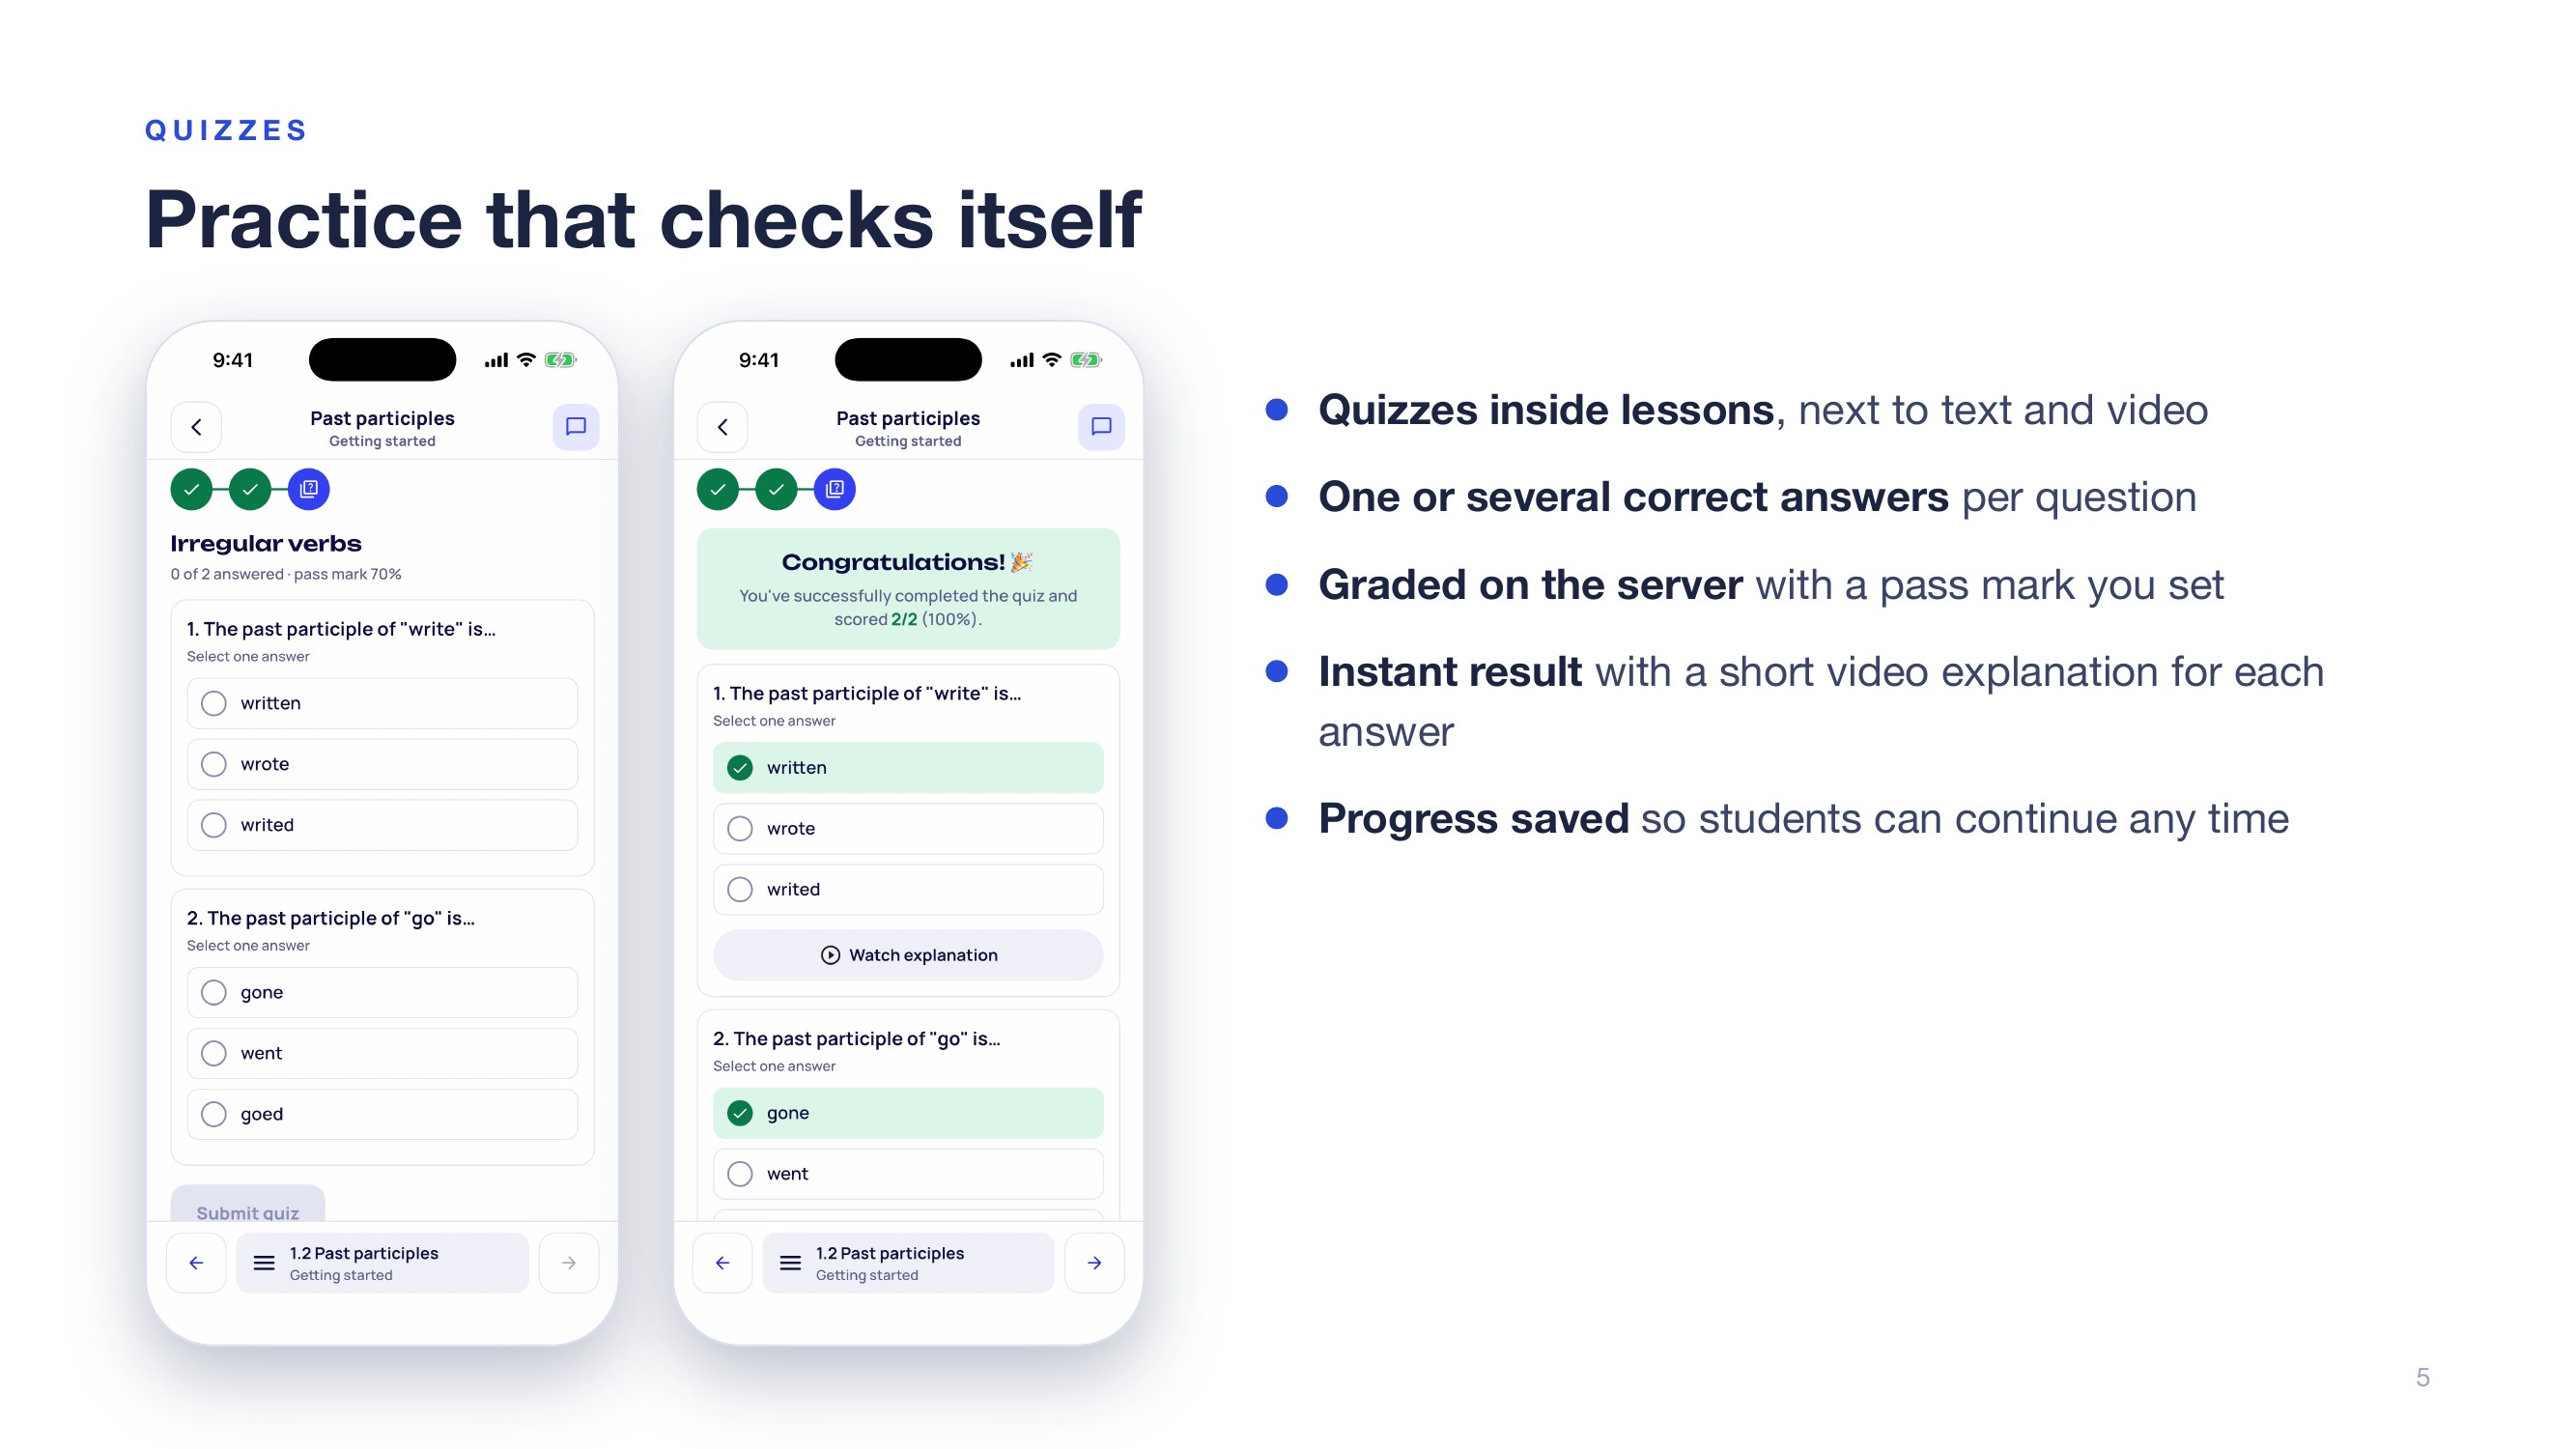 QUIZZES
Practice that checks itself
9:41
Past participles
Getting started
Irregular verbs
0 of 2 answered · pass mark 70%
1. The past participle of "write" is...
Select one answer
written
wrote
writed
2. The past participle of "go" is...
Select one answer
gone
went
goed
Submit quiz
1.2 Past participles
Getting started
9:41
Past participles
Getting started
Congratulations! 🎉
You've successfully completed the quiz and
scored 2/2 (100%).
1. The past participle of "write" is...
Select one answer
written
wrote
writed
Watch explanation
2. The past participle of "go" is...
Select one answer
gone
went
1.2 Past participles
Getting started
Quizzes inside lessons, next to text and video
One or several correct answers per question
Graded on the server with a pass mark you set
Instant result with a short video explanation for each
answer
Progress saved so students can continue any time
5